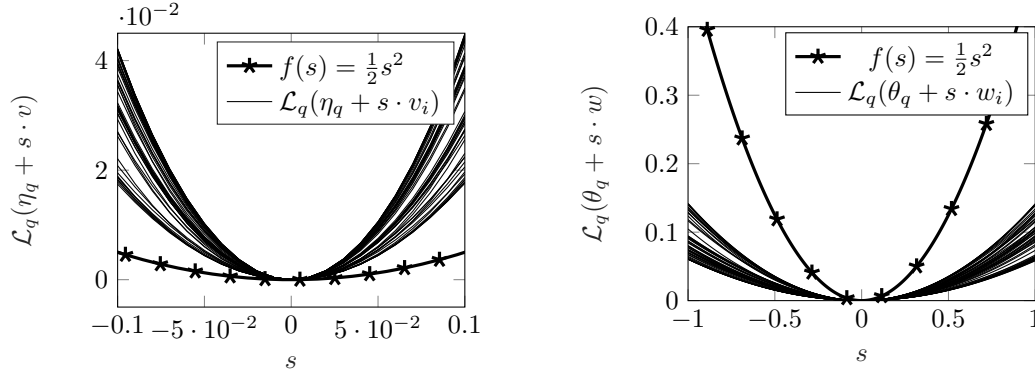 ·10⁻²
4
2
0
−0.1
−5 · 10⁻²
0
5 · 10⁻²
0.1
s
ℒ_q(η_q + s · v)
f(s) = ½s²
ℒ_q(η_q + s · v_i)
0.4
0.3
0.2
0.1
0
−1
−0.5
0
0.5
1
s
ℒ_q(θ_q + s · w)
f(s) = ½s²
ℒ_q(θ_q + s · w_i)